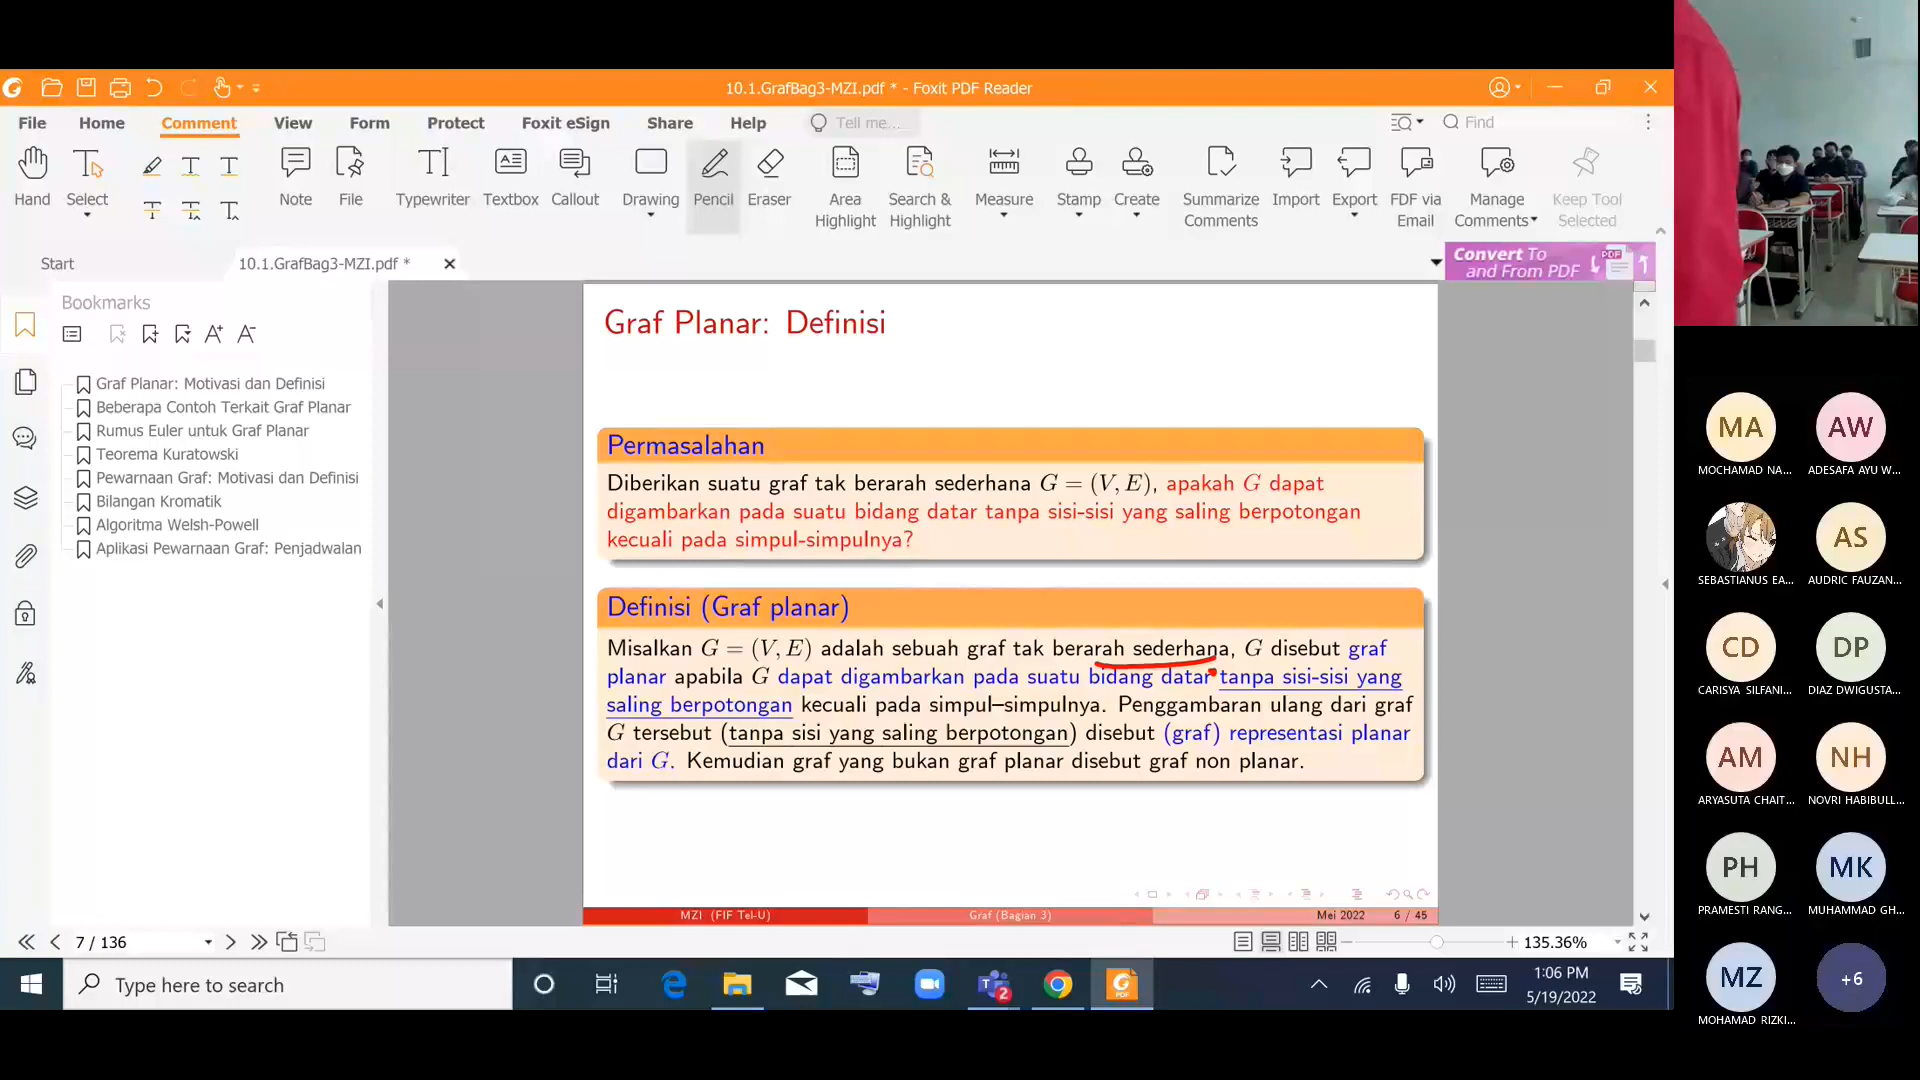 10.1.GrafBag3-MZI.pdf * - Foxit PDF Reader
File Home Comment View Form Protect Foxit eSign Share Help Tell me... Find
Hand Select Note File Typewriter Textbox Callout Drawing Pencil Eraser Area Highlight Search & Highlight Measure Stamp Create Summarize Comments Import Export FDF via Email Manage Comments Keep Tool Selected
Start 10.1.GrafBag3-MZI.pdf *
Convert To
and From PDF
PDF
Bookmarks
Graf Planar: Motivasi dan Definisi
Beberapa Contoh Terkait Graf Planar
Rumus Euler untuk Graf Planar
Teorema Kuratowski
Pewarnaan Graf: Motivasi dan Definisi
Bilangan Kromatik
Algoritma Welsh-Powell
Aplikasi Pewarnaan Graf: Penjadwalan
Graf Planar: Definisi
Permasalahan
Diberikan suatu graf tak berarah sederhana G = (V, E), apakah G dapat
digambarkan pada suatu bidang datar tanpa sisi-sisi yang saling berpotongan
kecuali pada simpul-simpulnya?
Definisi (Graf planar)
Misalkan G = (V, E) adalah sebuah graf tak berarah sederhana, G disebut graf
planar apabila G dapat digambarkan pada suatu bidang datar tanpa sisi-sisi yang
saling berpotongan kecuali pada simpul–simpulnya. Penggambaran ulang dari graf
G tersebut (tanpa sisi yang saling berpotongan) disebut (graf) representasi planar
dari G. Kemudian graf yang bukan graf planar disebut graf non planar.
MZI (FIF Tel-U) Graf (Bagian 3) Mei 2022 6 / 45
7 / 136 135.36%
Type here to search
2
PDF
1:06 PM
5/19/2022
MA AW
MOCHAMAD NA... ADESAFA AYU W...
AS
SEBASTIANUS EA... AUDRIC FAUZAN...
CD DP
CARISYA SILFANI... DIAZ DWIGUSTA...
AM NH
ARYASUTA CHAIT... NOVRI HABIBULL...
PH MK
PRAMESTI RANG... MUHAMMAD GH...
MZ +6
MOHAMAD RIZKI...